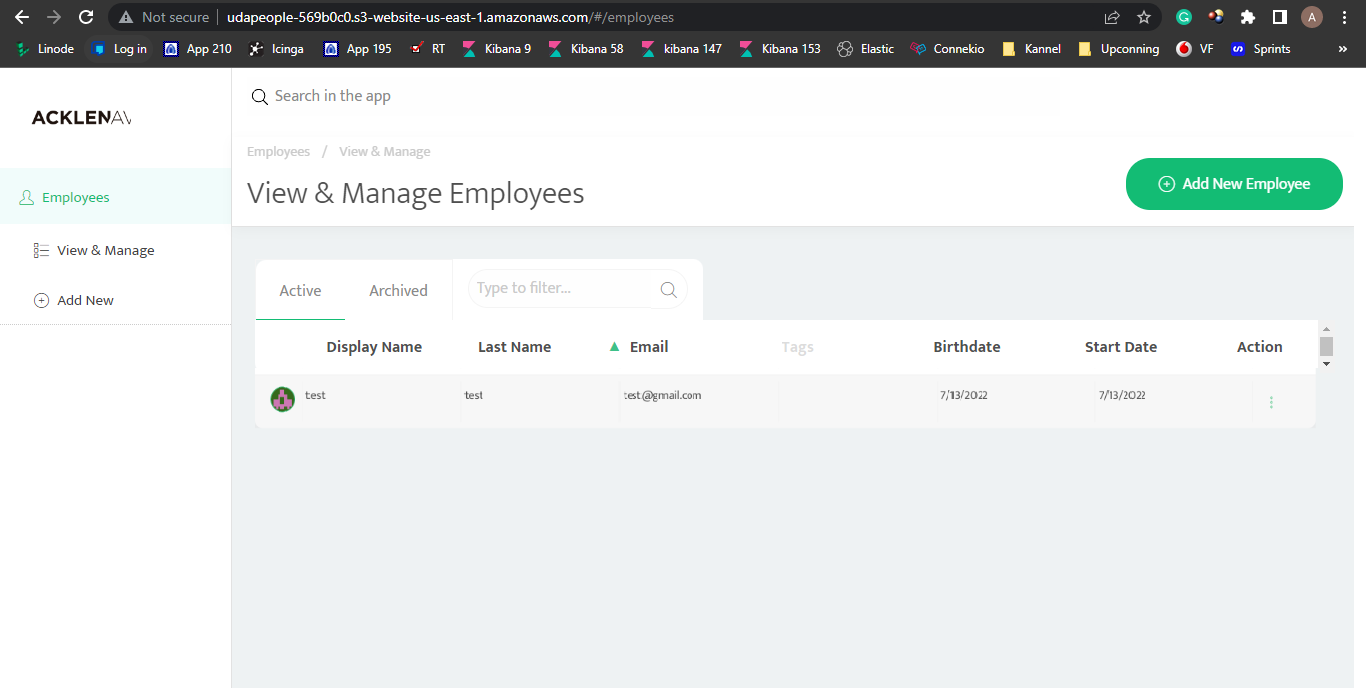 Not secure udapeople-569b0c0.s3-website-us-east-1.amazonaws.com/#/employees A
Linode Log in App 210 Icinga App 195 RT Kibana 9 Kibana 58 kibana 147 Kibana 153 Elastic Connekio Kannel Upconning VF Sprints »
ACKLENAV
Search in the app
Employees / View & Manage
View & Manage Employees
Add New Employee
Employees
View & Manage
Add New
Active Archived Type to filter...
Display Name Last Name Email Tags Birthdate Start Date Action
test test test@gmail.com 7/13/2022 7/13/2022